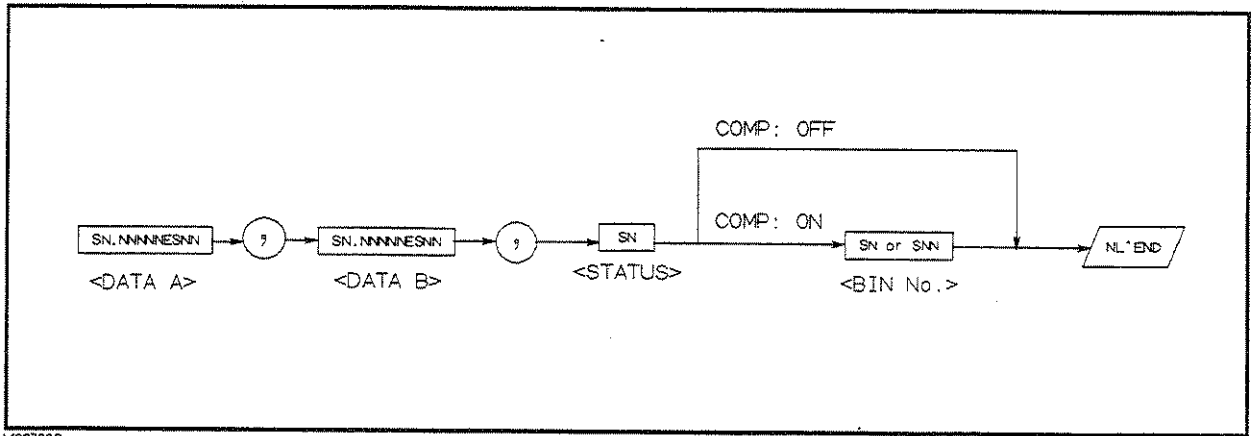 COMP: OFF
COMP: ON
SN.NNNNNESNN , SN.NNNNNESNN , SN SN or SNN NL^END
<DATA A> <DATA B> <STATUS> <BIN No.>